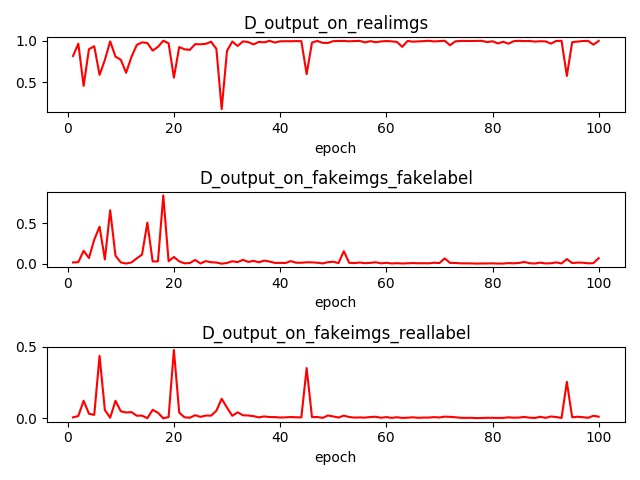 D_output_on_realimgs
1.0
0.5
0 20 40 60 80 100
epoch
D_output_on_fakeimgs_fakelabel
0.5
0.0
0 20 40 60 80 100
epoch
D_output_on_fakeimgs_reallabel
0.5
0.0
0 20 40 60 80 100
epoch